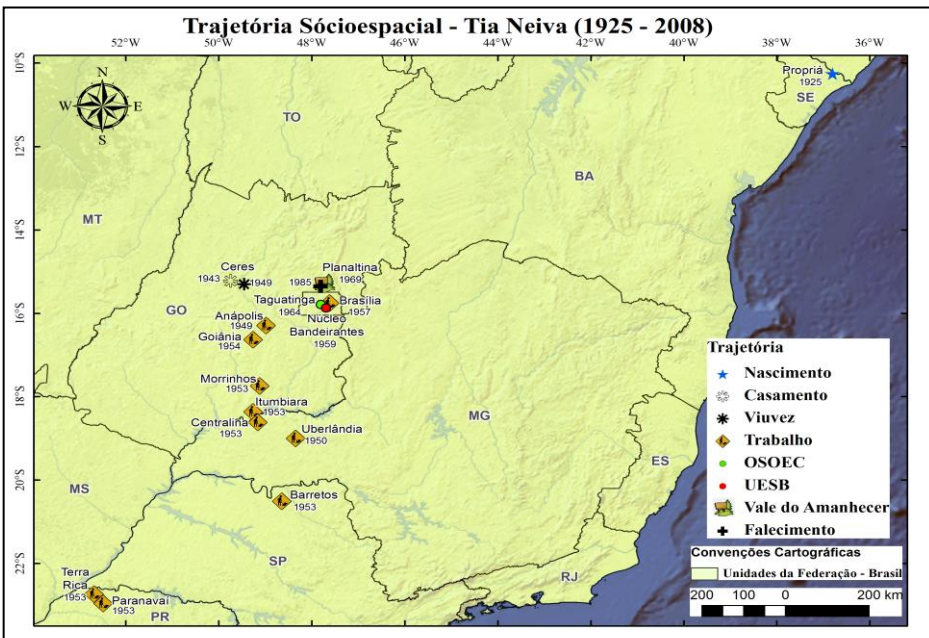 Trajetória Sócioespacial - Tia Neiva (1925 - 2008)
52°W 50°W 48°W 46°W 44°W 42°W 40°W 38°W 36°W
10°S
12°S
14°S
16°S
18°S
20°S
22°S
N
W E
S
Propriá
1925
SE
TO
BA
MT
Ceres
1943 1949
1985 Planaltina
1969
GO
Taguatinga
1964
Brasília
1957
Núcleo
Bandeirantes
1959
Anápolis
1949
Goiânia
1954
Morrinhos
1953
Itumbiara
1953
Centralina
1953
Uberlândia
1950
MG
ES
MS
Barretos
1953
SP
RJ
Terra
Rica
1953
Paranavaí
1953
PR
Trajetória
Nascimento
Casamento
Viuvez
Trabalho
OSOEC
UESB
Vale do Amanhecer
Falecimento
Convenções Cartográficas
Unidades da Federação - Brasil
200 100 0 200 km